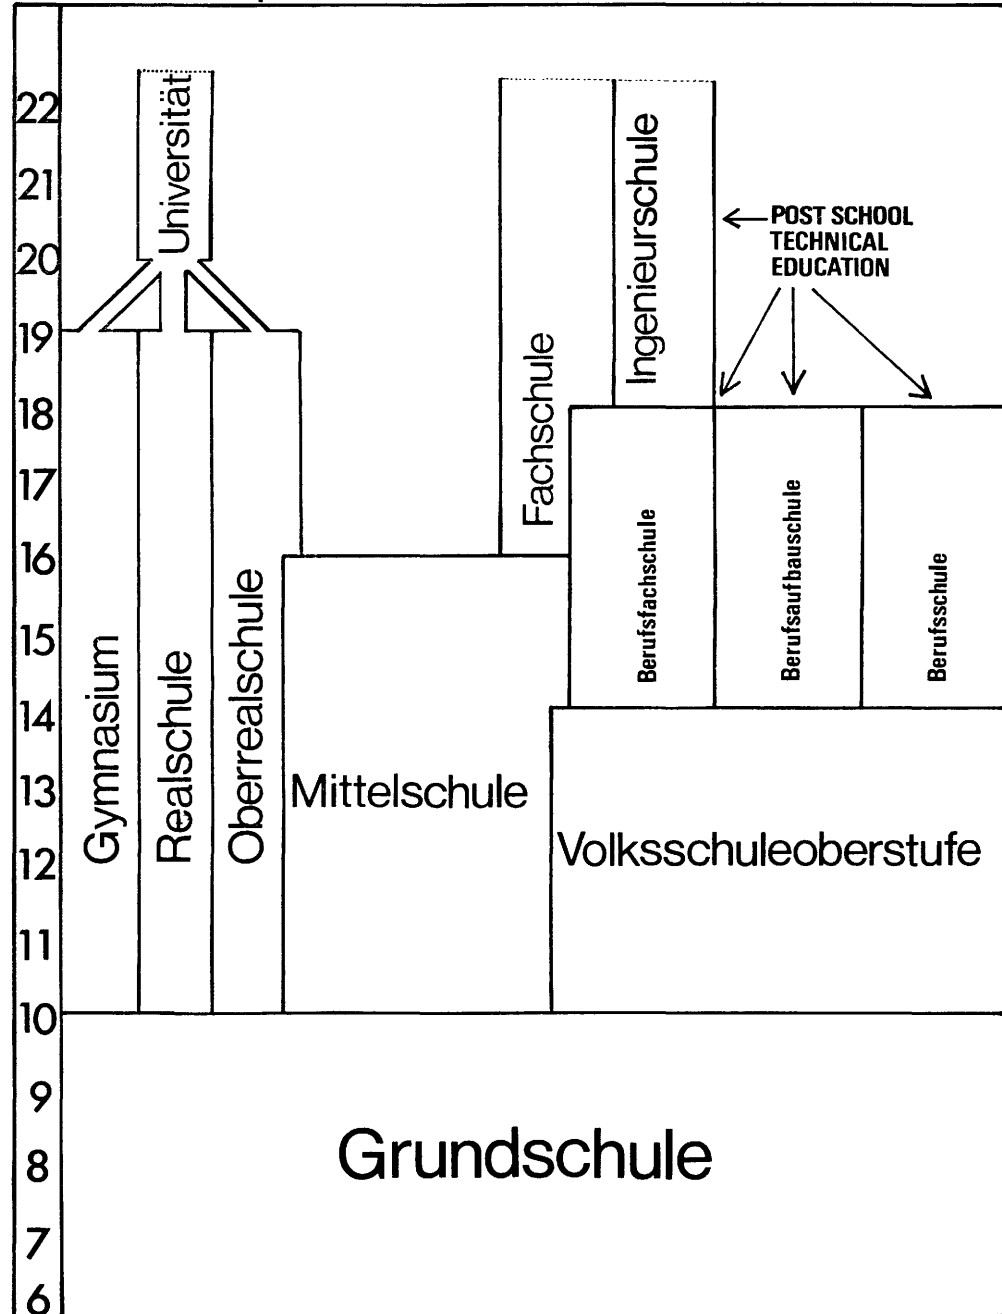 22
21
20
19
18
17
16
15
14
13
12
11
10
9
8
7
6
Universität
Gymnasium
Realschule
Oberrealschule
Mittelschule
Fachschule
Ingenieurschule
POST SCHOOL
TECHNICAL
EDUCATION
Berufsfachschule
Berufsaufbauschule
Berufsschule
Volksschuleoberstufe
Grundschule